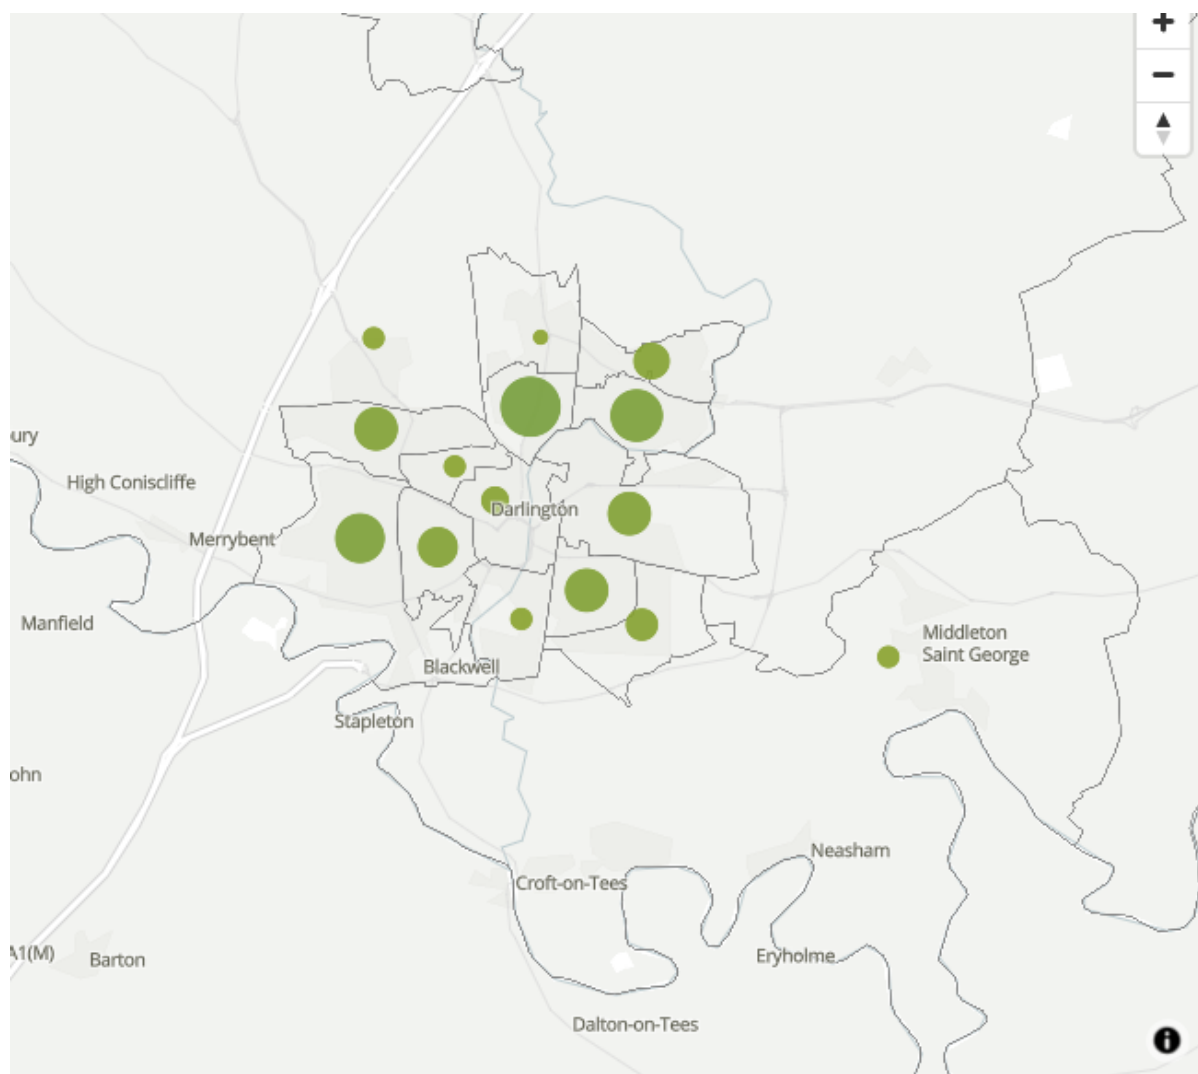 ury
High Coniscliffe
Darlington
Merrybent
Manfield
Middleton
Saint George
Blackwell
Stapleton
ohn
Neasham
Croft-on-Tees
A1(M)
Barton
Eryholme
Dalton-on-Tees